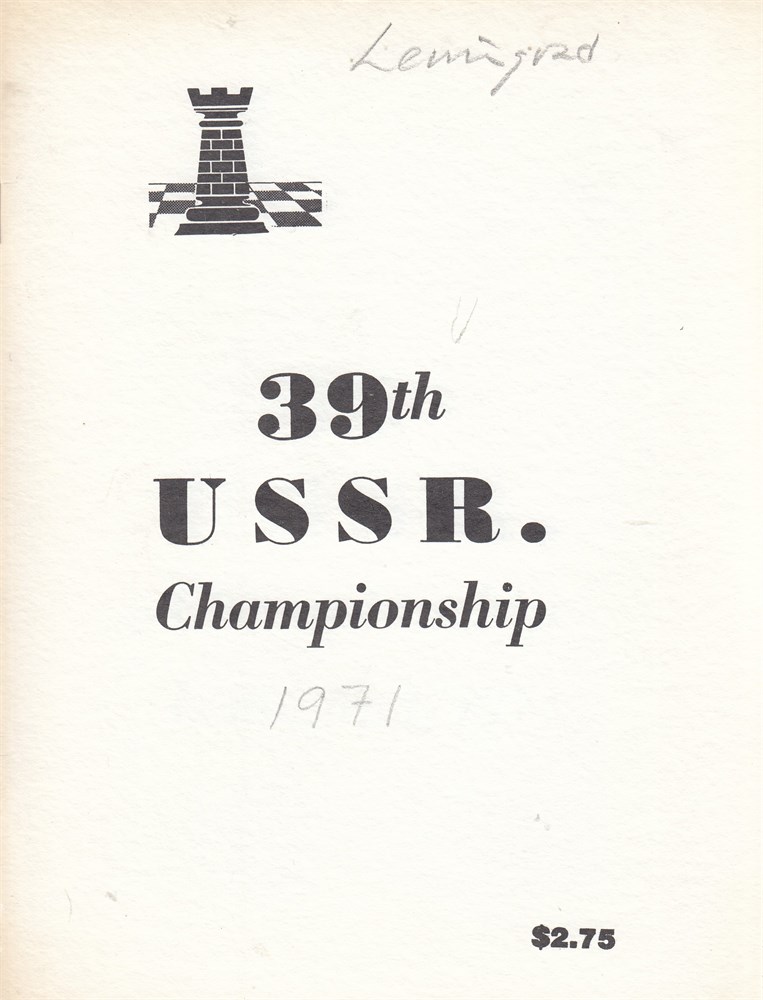 Leningrad
39th
USSR.
Championship
1971
$2.75